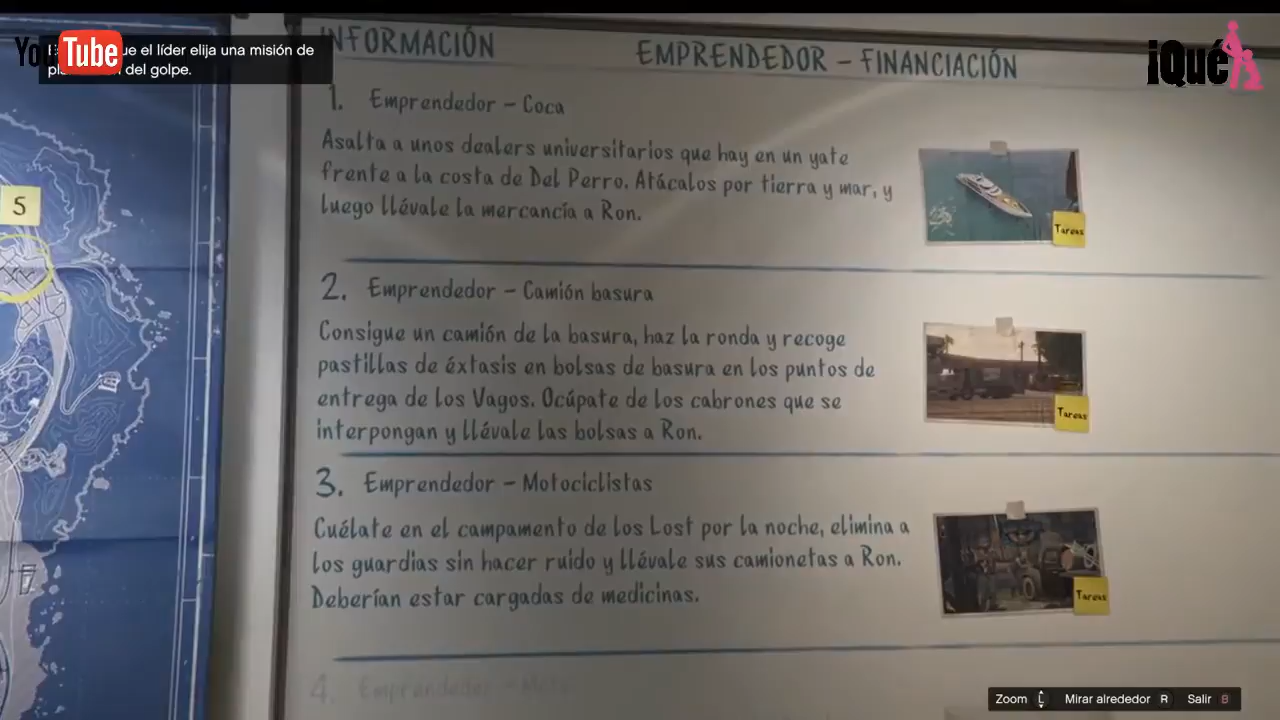 You Tube
¡Qué!
que el líder elija una misión de
del golpe.
INFORMACIÓN
EMPRENDEDOR - FINANCIACIÓN
1. Emprendedor - Coca
Asalta a unos dealers universitarios que hay en un yate
frente a la costa de Del Perro. Atácalos por tierra y mar, y
luego llévale la mercancía a Ron.
Tareas
2. Emprendedor - Camión basura
Consigue un camión de la basura, haz la ronda y recoge
pastillas de éxtasis en bolsas de basura en los puntos de
entrega de los Vagos. Ocúpate de los cabrones que se
interpongan y llévale las bolsas a Ron.
Tareas
3. Emprendedor - Motociclistas
Cuélate en el campamento de los Lost por la noche, elimina a
los guardias sin hacer ruido y llévale sus camionetas a Ron.
Deberían estar cargadas de medicinas.
Tareas
4. Emprendedor -
5
Zoom L Mirar alrededor R Salir B